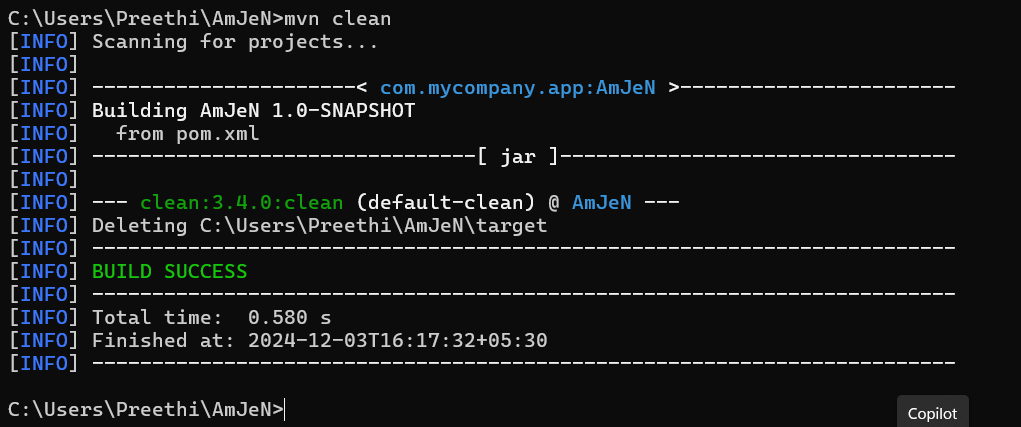 C:\Users\Preethi\AmJeN>mvn clean
[INFO] Scanning for projects...
[INFO]
[INFO] ----------------------< com.mycompany.app:AmJeN >-----------------------
[INFO] Building AmJeN 1.0-SNAPSHOT
[INFO]   from pom.xml
[INFO] --------------------------------[ jar ]---------------------------------
[INFO]
[INFO] --- clean:3.4.0:clean (default-clean) @ AmJeN ---
[INFO] Deleting C:\Users\Preethi\AmJeN\target
[INFO] ------------------------------------------------------------------------
[INFO] BUILD SUCCESS
[INFO] ------------------------------------------------------------------------
[INFO] Total time:  0.580 s
[INFO] Finished at: 2024-12-03T16:17:32+05:30
[INFO] ------------------------------------------------------------------------
C:\Users\Preethi\AmJeN>
Copilot